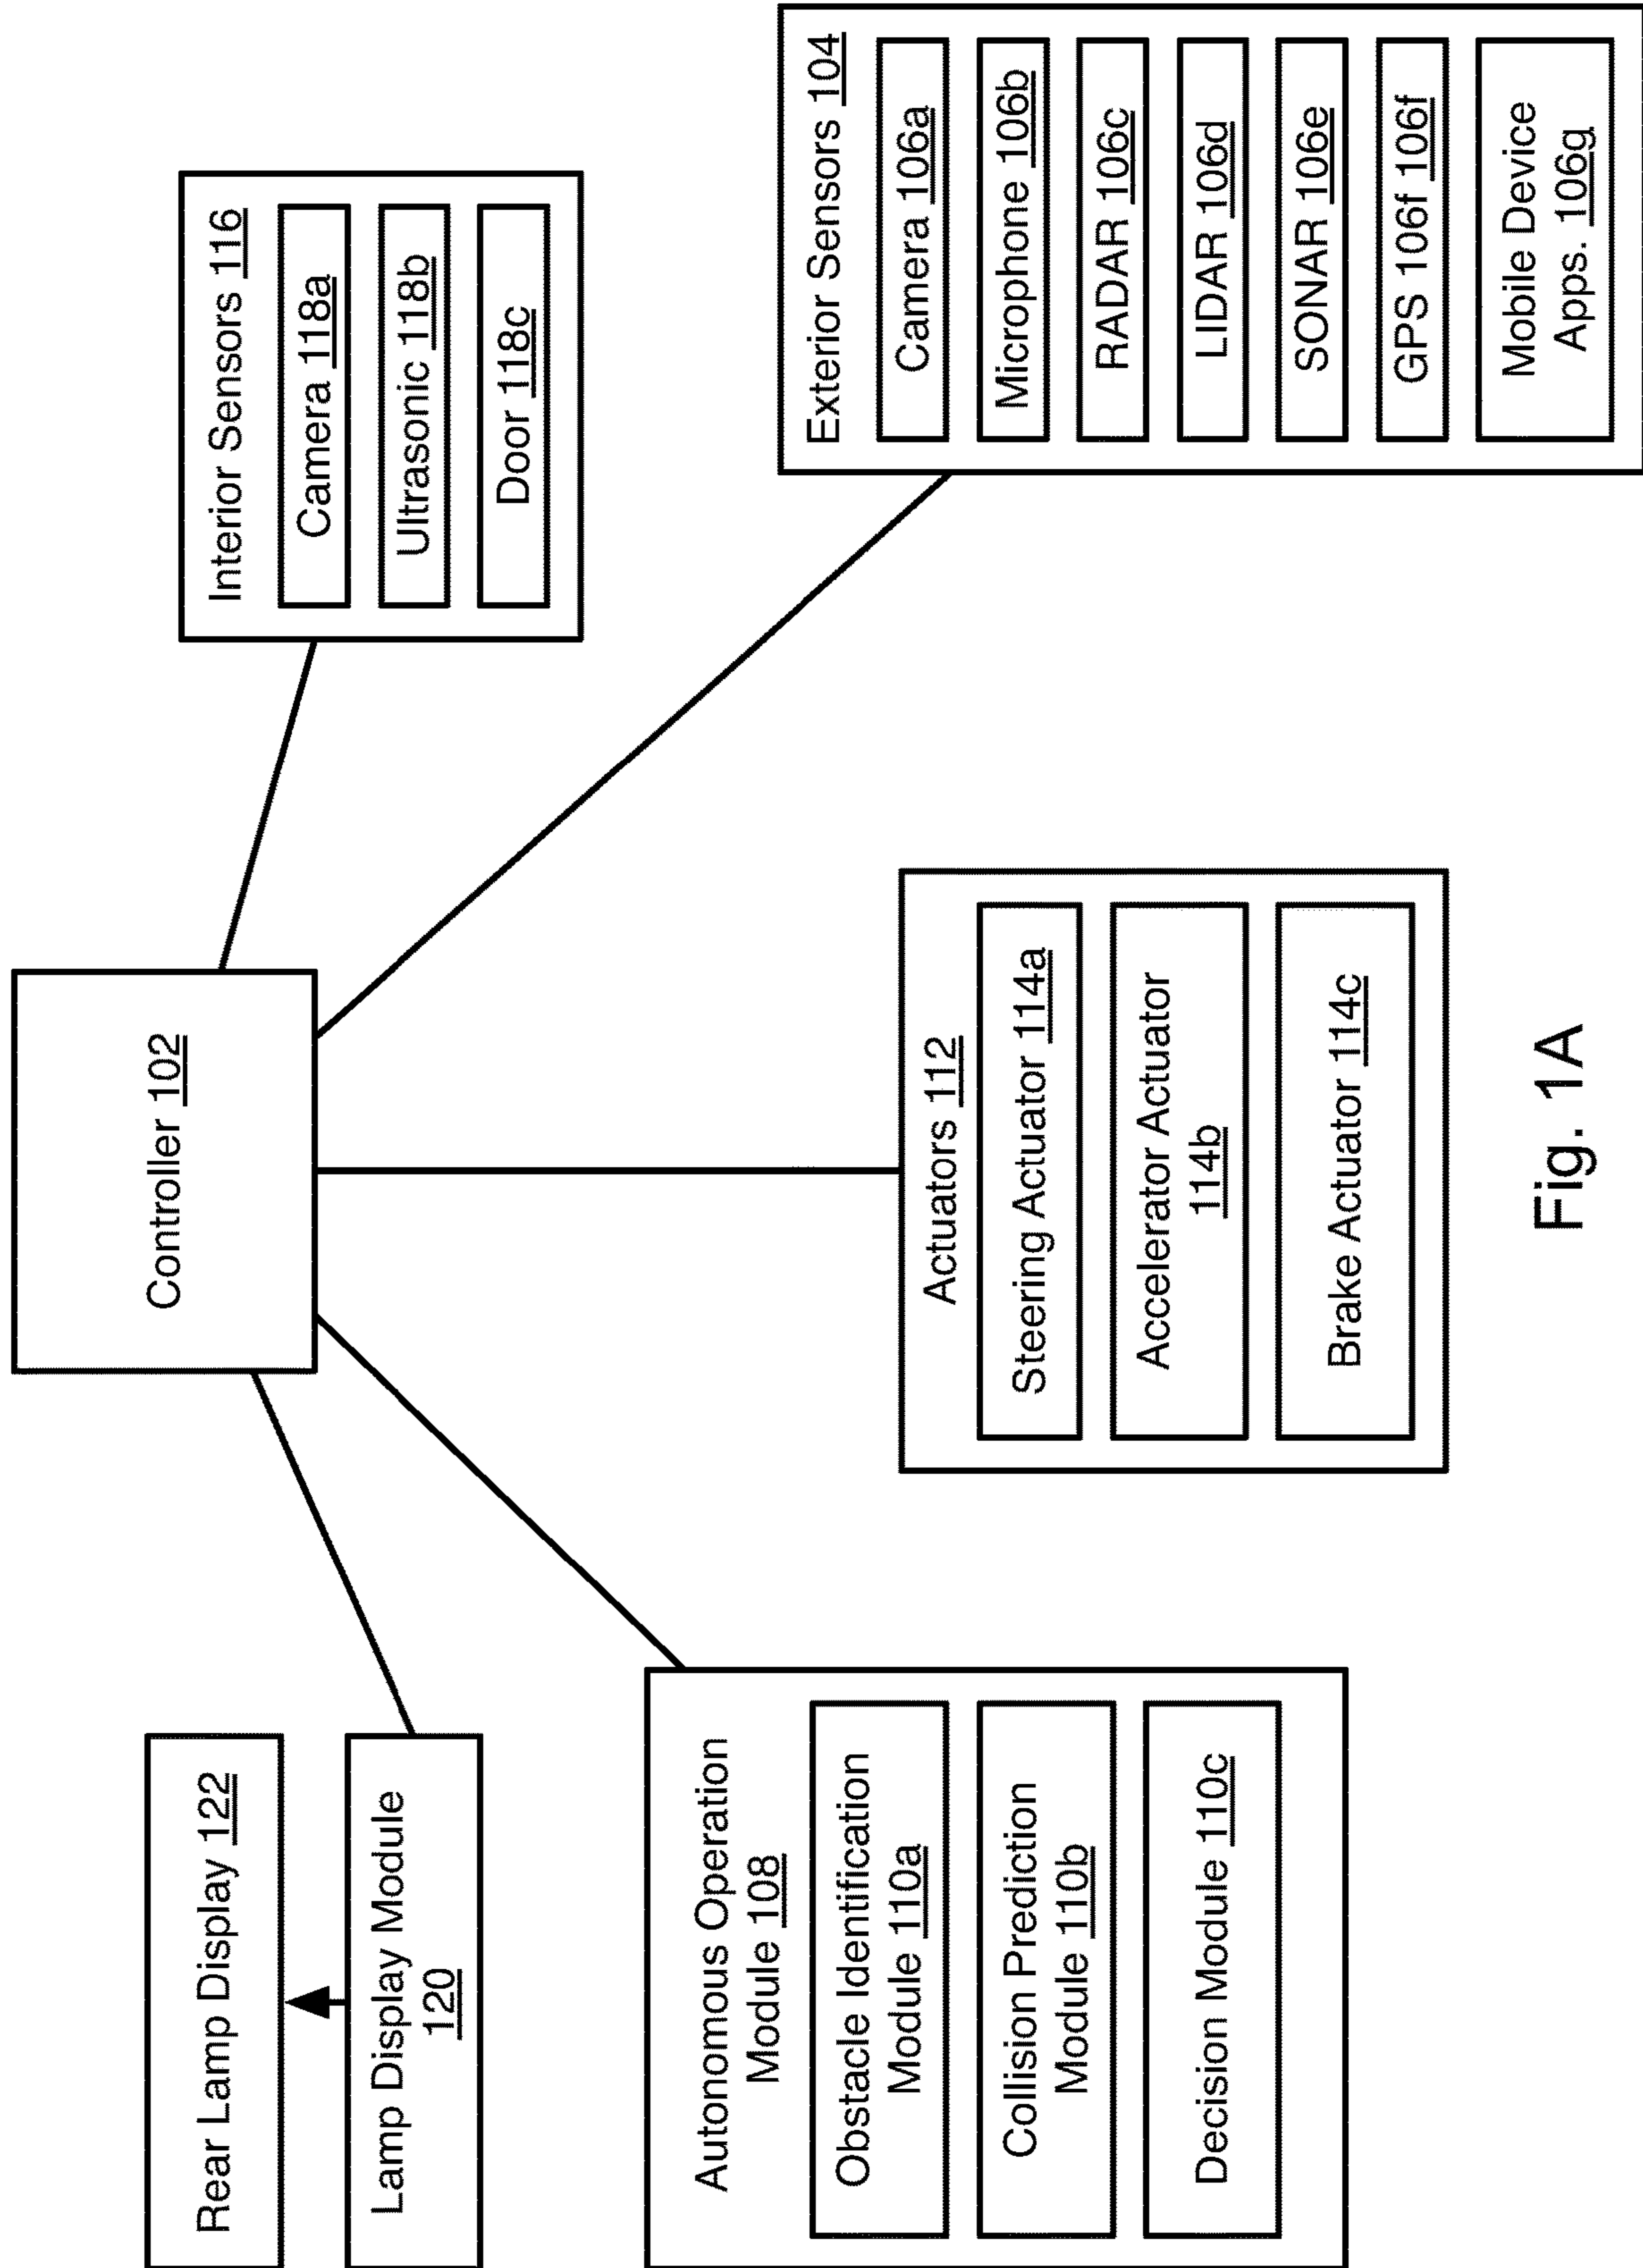 Controller 102
Rear Lamp Display 122
Lamp Display Module
120
Interior Sensors 116
Camera 118a
Ultrasonic 118b
Door 118c
Autonomous Operation
Module 108
Obstacle Identification
Module 110a
Collision Prediction
Module 110b
Decision Module 110c
Actuators 112
Steering Actuator 114a
Accelerator Actuator
114b
Brake Actuator 114c
Exterior Sensors 104
Camera 106a
Microphone 106b
RADAR 106c
LIDAR 106d
SONAR 106e
GPS 106f 106f
Mobile Device
Apps. 106g
Fig. 1A